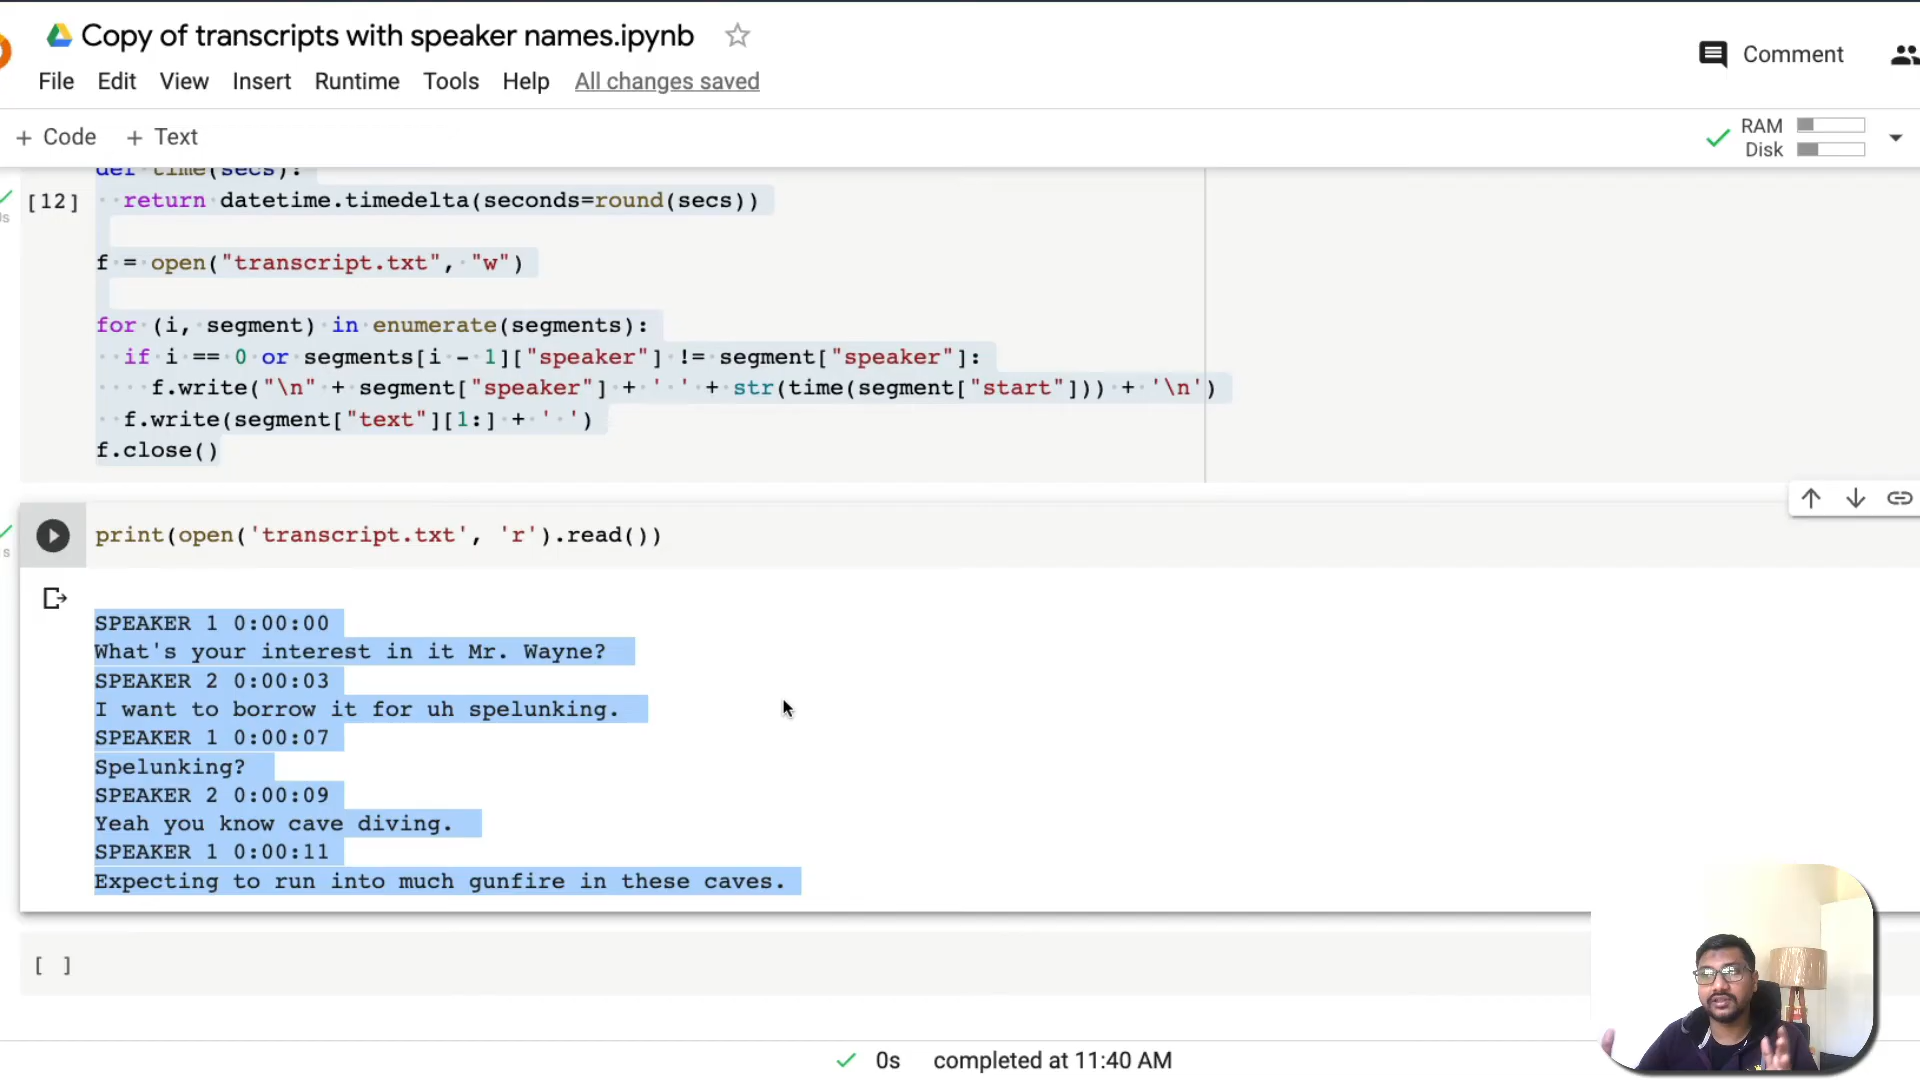 Copy of transcripts with speaker names.ipynb
Comment
File Edit View Insert Runtime Tools Help All changes saved
+ Code + Text
RAM
Disk
def time(secs):
[12] return datetime.timedelta(seconds=round(secs))
f = open("transcript.txt", "w")
for (i, segment) in enumerate(segments):
if i == 0 or segments[i - 1]["speaker"] != segment["speaker"]:
f.write("\n" + segment["speaker"] + ' ' + str(time(segment["start"])) + '\n')
f.write(segment["text"][1:] + ' ')
f.close()
print(open('transcript.txt', 'r').read())
SPEAKER 1 0:00:00
What's your interest in it Mr. Wayne?
SPEAKER 2 0:00:03
I want to borrow it for uh spelunking.
SPEAKER 1 0:00:07
Spelunking?
SPEAKER 2 0:00:09
Yeah you know cave diving.
SPEAKER 1 0:00:11
Expecting to run into much gunfire in these caves.
[ ]
0s completed at 11:40 AM